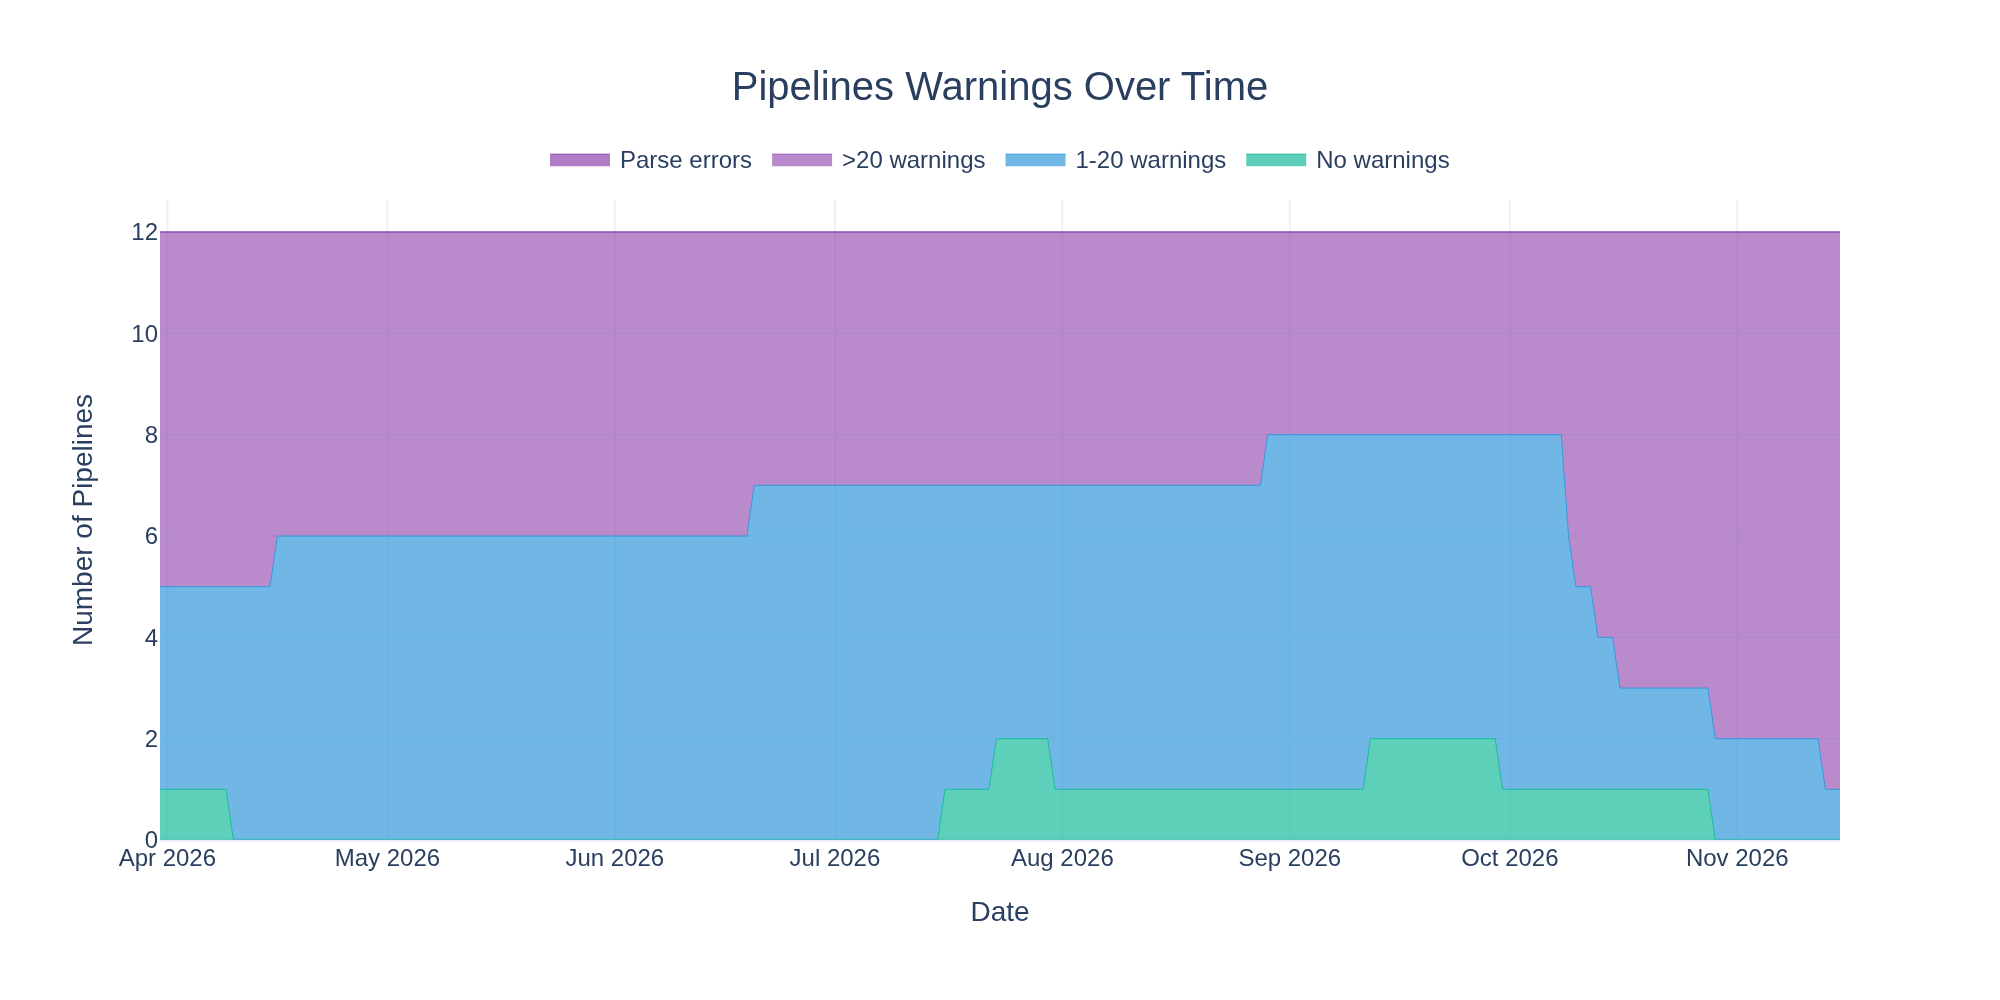 Pipelines Warnings Over Time
Parse errors >20 warnings 1-20 warnings No warnings
12
10
8
6
4
2
0
Number of Pipelines
Apr 2026 May 2026 Jun 2026 Jul 2026 Aug 2026 Sep 2026 Oct 2026 Nov 2026
Date